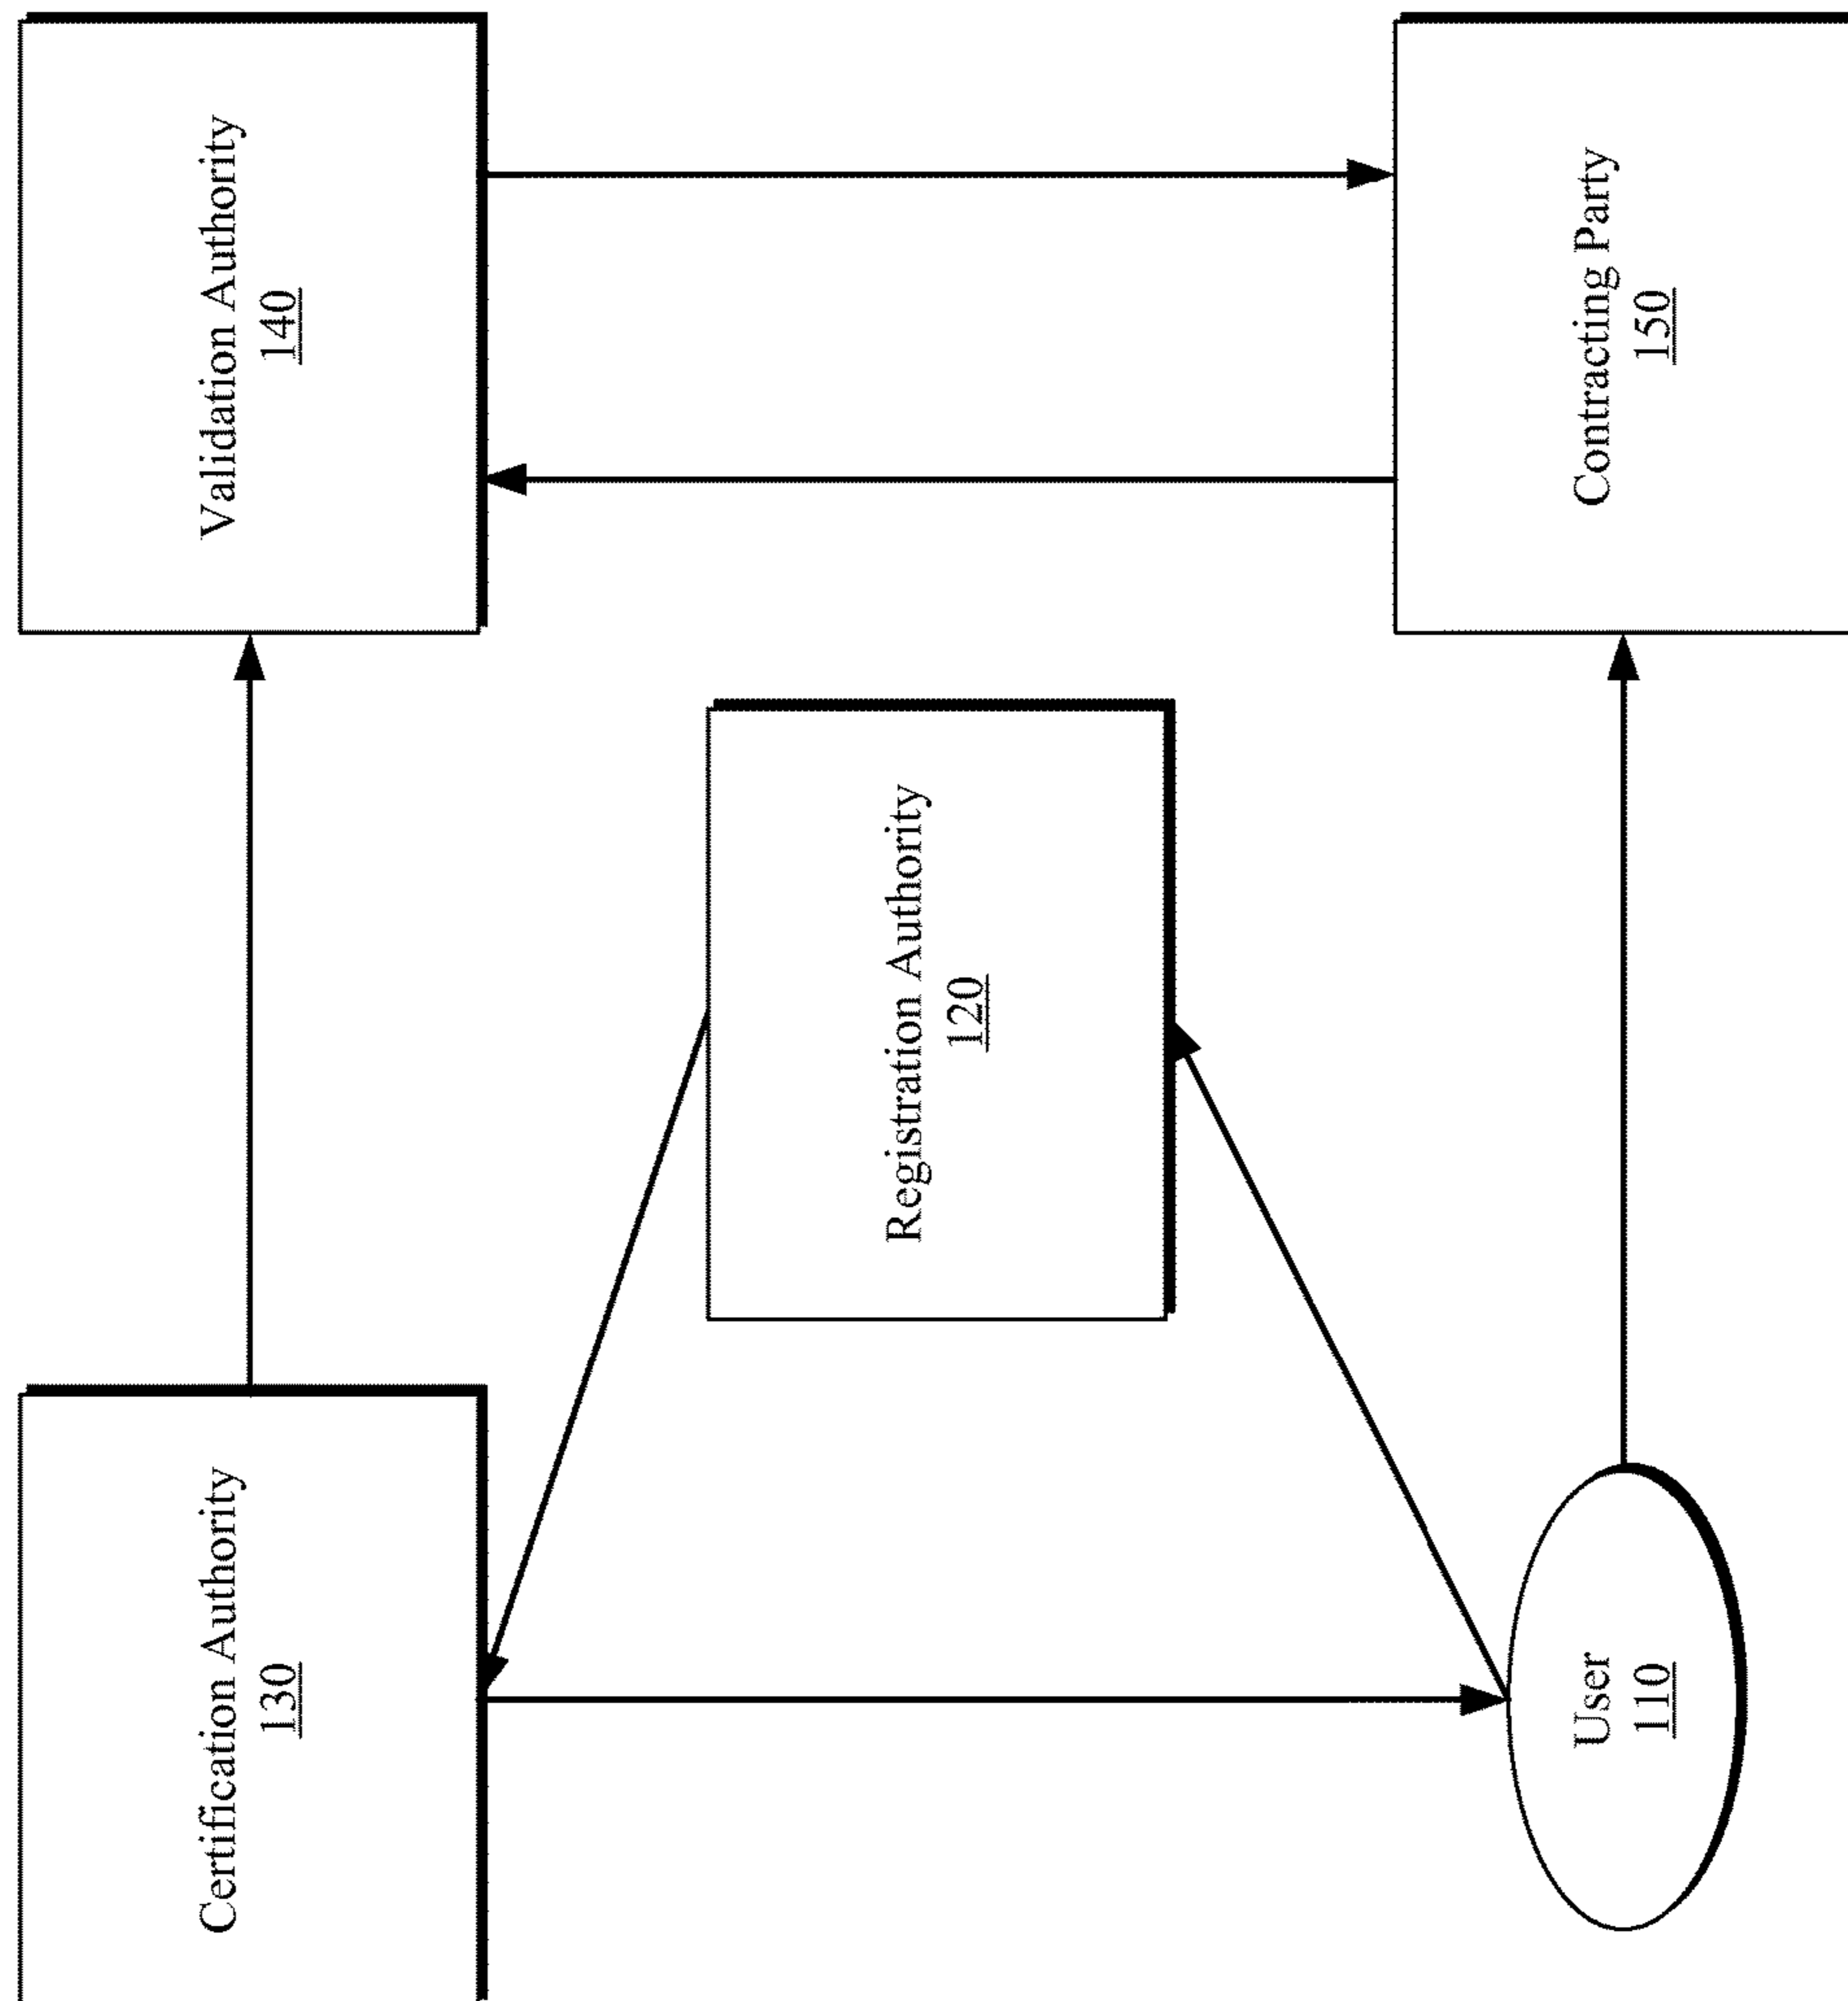 Certification Authority
130
Validation Authority
140
Registration Authority
120
User
110
Contracting Party
150